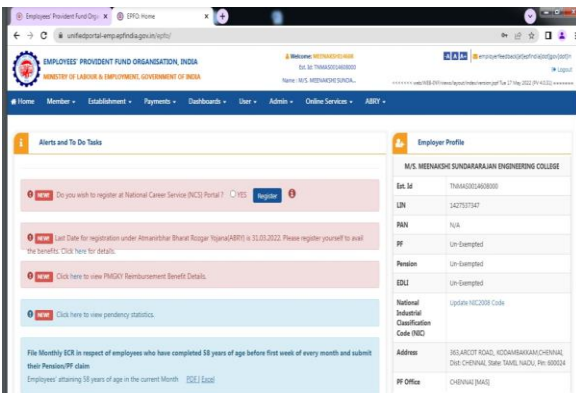 Employees' Provident Fund Orga
EPFO: Home
unifiedportal-emp.epfindia.gov.in/epfo/
EMPLOYEES' PROVIDENT FUND ORGANISATION, INDIA
MINISTRY OF LABOUR & EMPLOYMENT, GOVERNMENT OF INDIA
Welcome: MEENAKSHI14608
Est. Id: TNMAS0014608000
Name : M/S. MEENAKSHI SUNDA...
Logout
Home Member Establishment Payments Dashboards User Admin Online Services ABRY
Alerts and To Do Tasks
NEW! Do you wish to register at National Career Service (NCS) Portal ? YES Register
NEW! Last Date for registration under Atmanirbhar Bharat Rozgar Yojana(ABRY) is 31.03.2022. Please register yourself to avail
the benefits. Click here for details.
NEW! Click here to view PMGKY Reimbursement Benefit Details.
NEW! Click here to view pendency statistics.
File Monthly ECR in respect of employees who have completed 58 years of age before first week of every month and submit
their Pension/PF claim
Employees' attaining 58 years of age in the current Month PDF | Excel
Employer Profile
M/S. MEENAKSHI SUNDARARAJAN ENGINEERING COLLEGE
Est. Id TNMAS0014608000
LIN 1427537347
PAN N/A
PF Un-Exempted
Pension Un-Exempted
EDLI Un-Exempted
National
Industrial
Classification
Code (NIC) Update NIC2008 Code
Address 363,ARCOT ROAD, KODAMBAKKAM,CHENNAI,
Dist: CHENNAI, State: TAMIL NADU, Pin: 600024
PF Office CHENNAI [MAS]